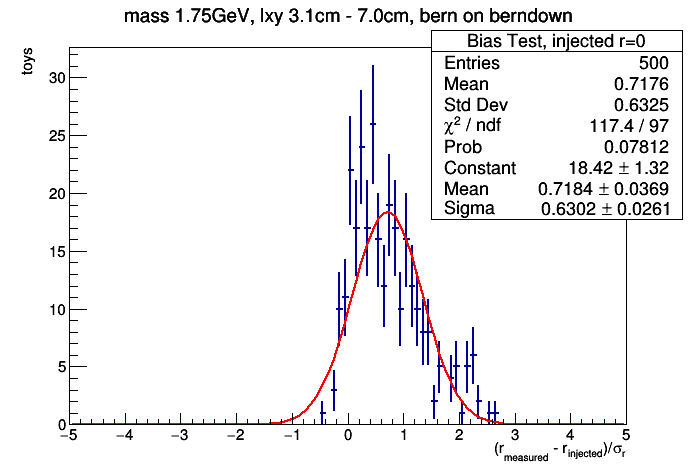 mass 1.75GeV, lxy 3.1cm - 7.0cm, bern on berndown
Bias Test, injected r=0
Entries 500
Mean 0.7176
Std Dev 0.6325
χ² / ndf 117.4 / 97
Prob 0.07812
Constant 18.42 ± 1.32
Mean 0.7184 ± 0.0369
Sigma 0.6302 ± 0.0261
toys
30
25
20
15
10
5
0
−5 −4 −3 −2 −1 0 1 2 3 4 5
(r_measured - r_injected)/σ_r